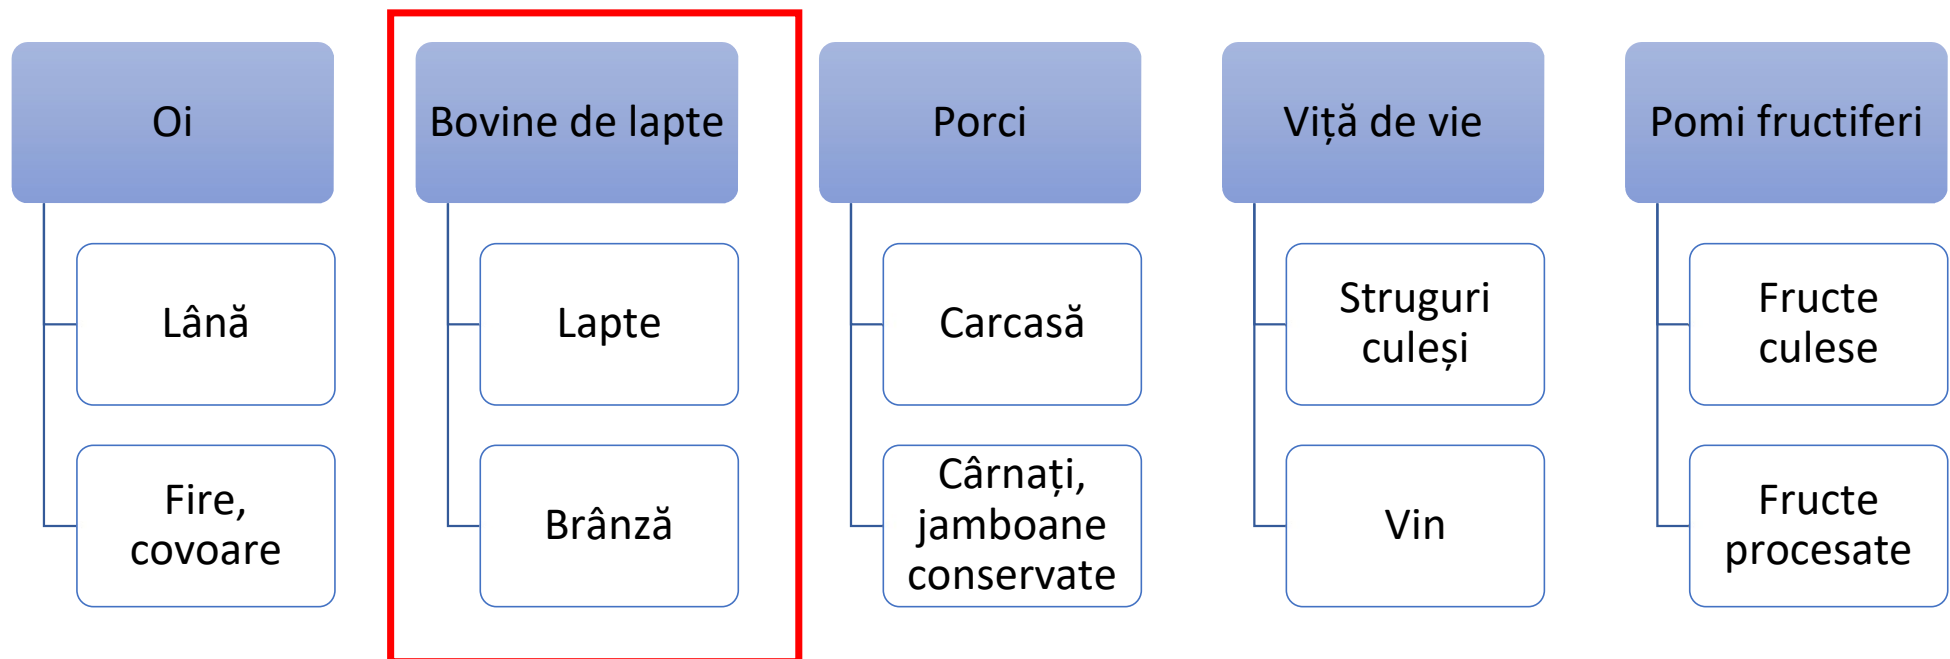 Oi
Lână
Fire,
covoare
Bovine de lapte
Lapte
Brânză
Porci
Carcasă
Cârnați,
jamboane
conservate
Viță de vie
Struguri
culeși
Vin
Pomi fructiferi
Fructe
culese
Fructe
procesate